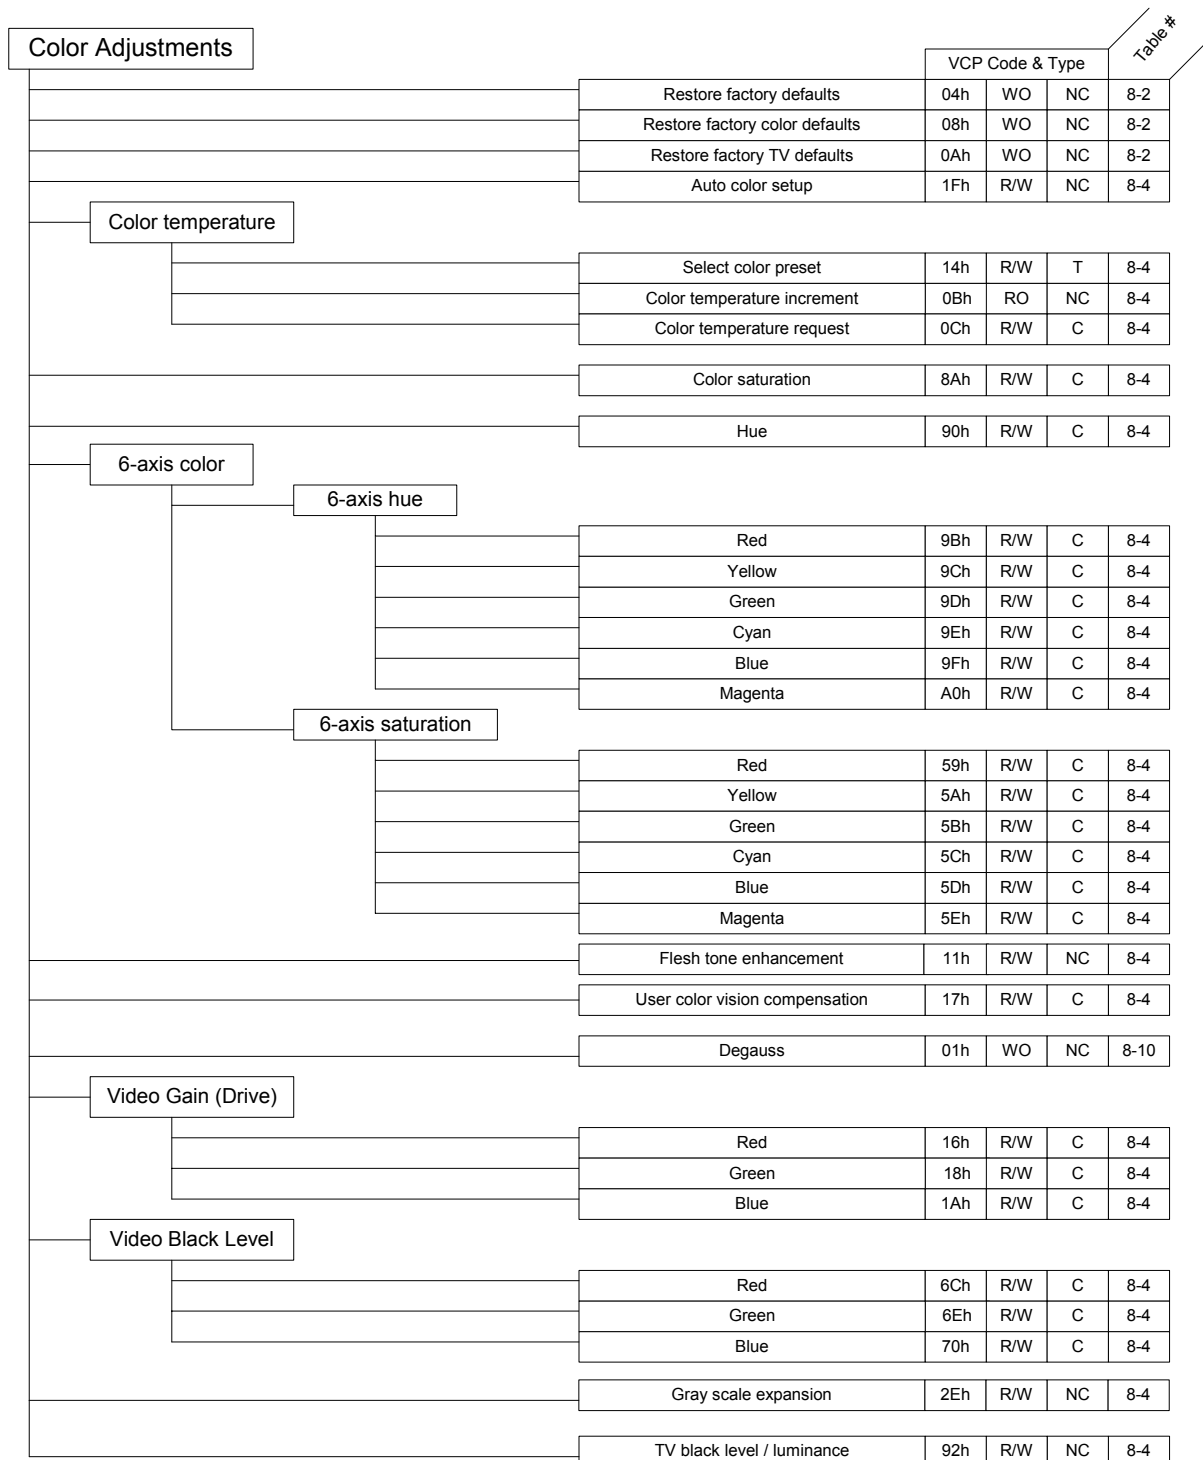 Color Adjustments
Table #
VCP Code & Type
Restore factory defaults 04h WO NC 8-2
Restore factory color defaults 08h WO NC 8-2
Restore factory TV defaults 0Ah WO NC 8-2
Auto color setup 1Fh R/W NC 8-4
Color temperature
Select color preset 14h R/W T 8-4
Color temperature increment 0Bh RO NC 8-4
Color temperature request 0Ch R/W C 8-4
Color saturation 8Ah R/W C 8-4
Hue 90h R/W C 8-4
6-axis color
6-axis hue
Red 9Bh R/W C 8-4
Yellow 9Ch R/W C 8-4
Green 9Dh R/W C 8-4
Cyan 9Eh R/W C 8-4
Blue 9Fh R/W C 8-4
Magenta A0h R/W C 8-4
6-axis saturation
Red 59h R/W C 8-4
Yellow 5Ah R/W C 8-4
Green 5Bh R/W C 8-4
Cyan 5Ch R/W C 8-4
Blue 5Dh R/W C 8-4
Magenta 5Eh R/W C 8-4
Flesh tone enhancement 11h R/W NC 8-4
User color vision compensation 17h R/W C 8-4
Degauss 01h WO NC 8-10
Video Gain (Drive)
Red 16h R/W C 8-4
Green 18h R/W C 8-4
Blue 1Ah R/W C 8-4
Video Black Level
Red 6Ch R/W C 8-4
Green 6Eh R/W C 8-4
Blue 70h R/W C 8-4
Gray scale expansion 2Eh R/W NC 8-4
TV black level / luminance 92h R/W NC 8-4